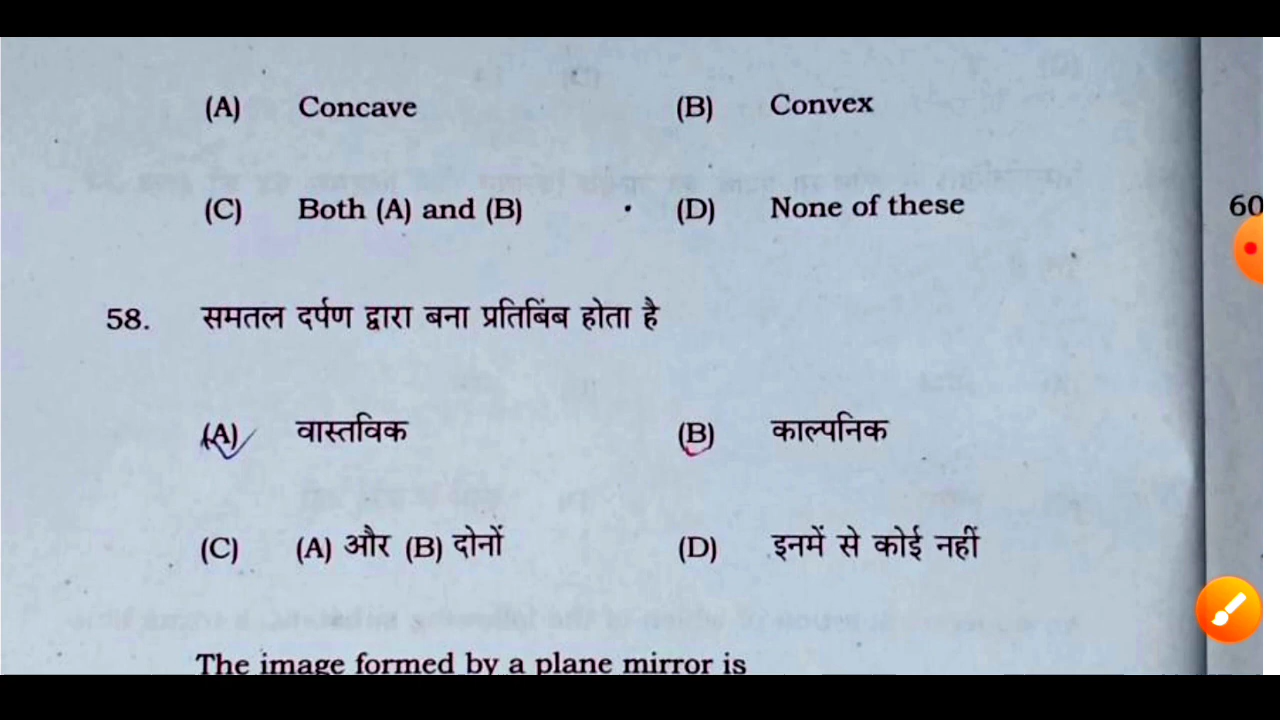 (A) Concave (B) Convex
(C) Both (A) and (B) (D) None of these
60
58. समतल दर्पण द्वारा बना प्रतिबिंब होता है
(A) वास्तविक (B) काल्पनिक
(C) (A) और (B) दोनों (D) इनमें से कोई नहीं
The image formed by a plane mirror is